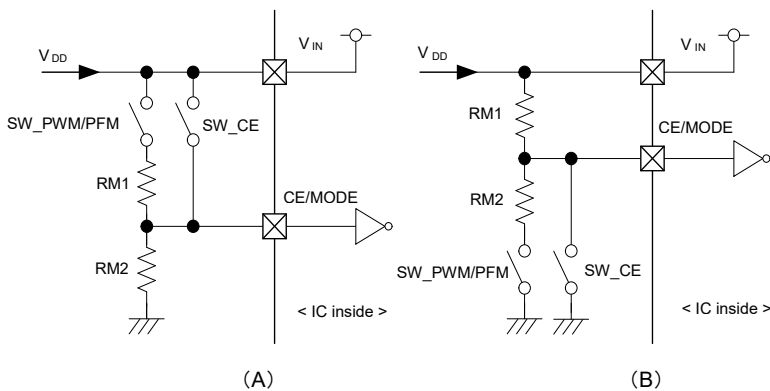 V DD
V IN
SW_PWM/PFM
SW_CE
RM1
CE/MODE
RM2
< IC inside >
(A)
V DD
V IN
RM1
CE/MODE
RM2
SW_PWM/PFM
SW_CE
< IC inside >
(B)